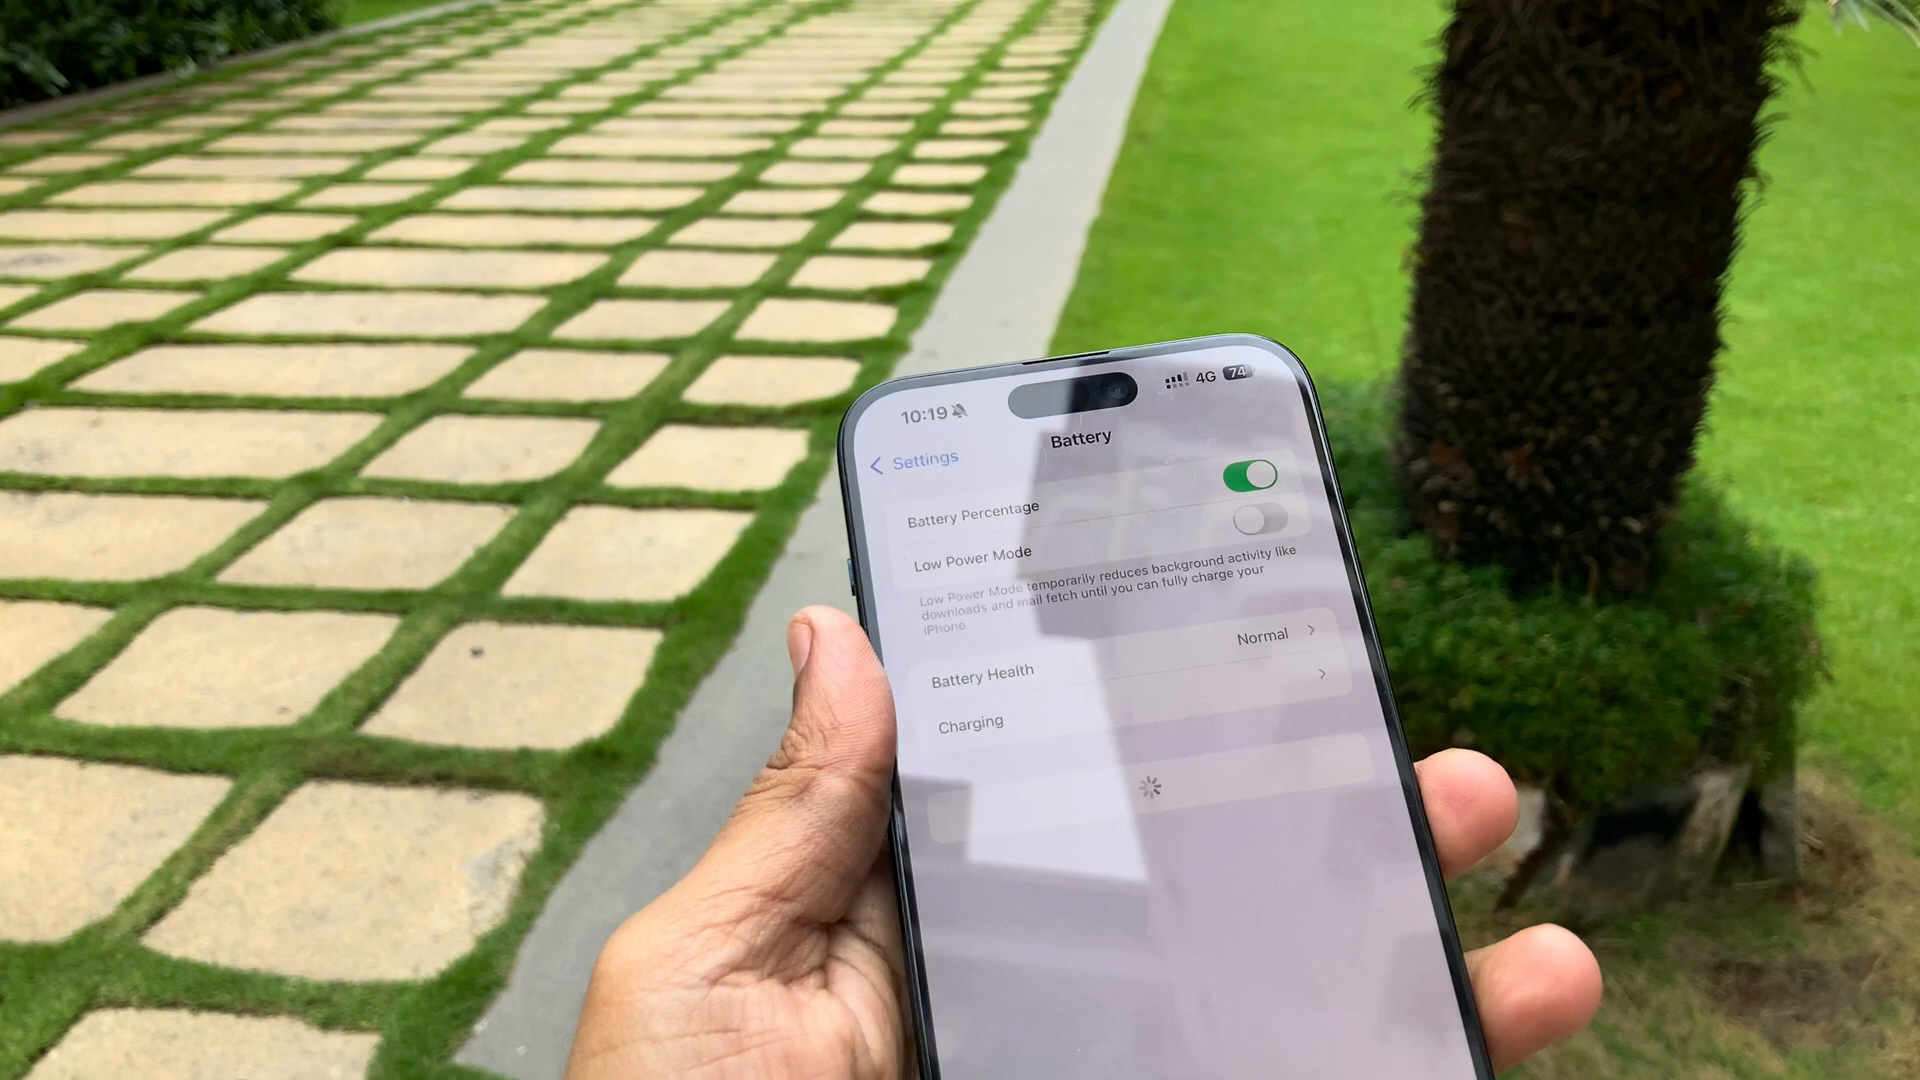 10:19
4G 74
Battery
Settings
Battery Percentage
Low Power Mode
Low Power Mode temporarily reduces background activity like
downloads and mail fetch until you can fully charge your
iPhone.
Battery Health Normal
Charging